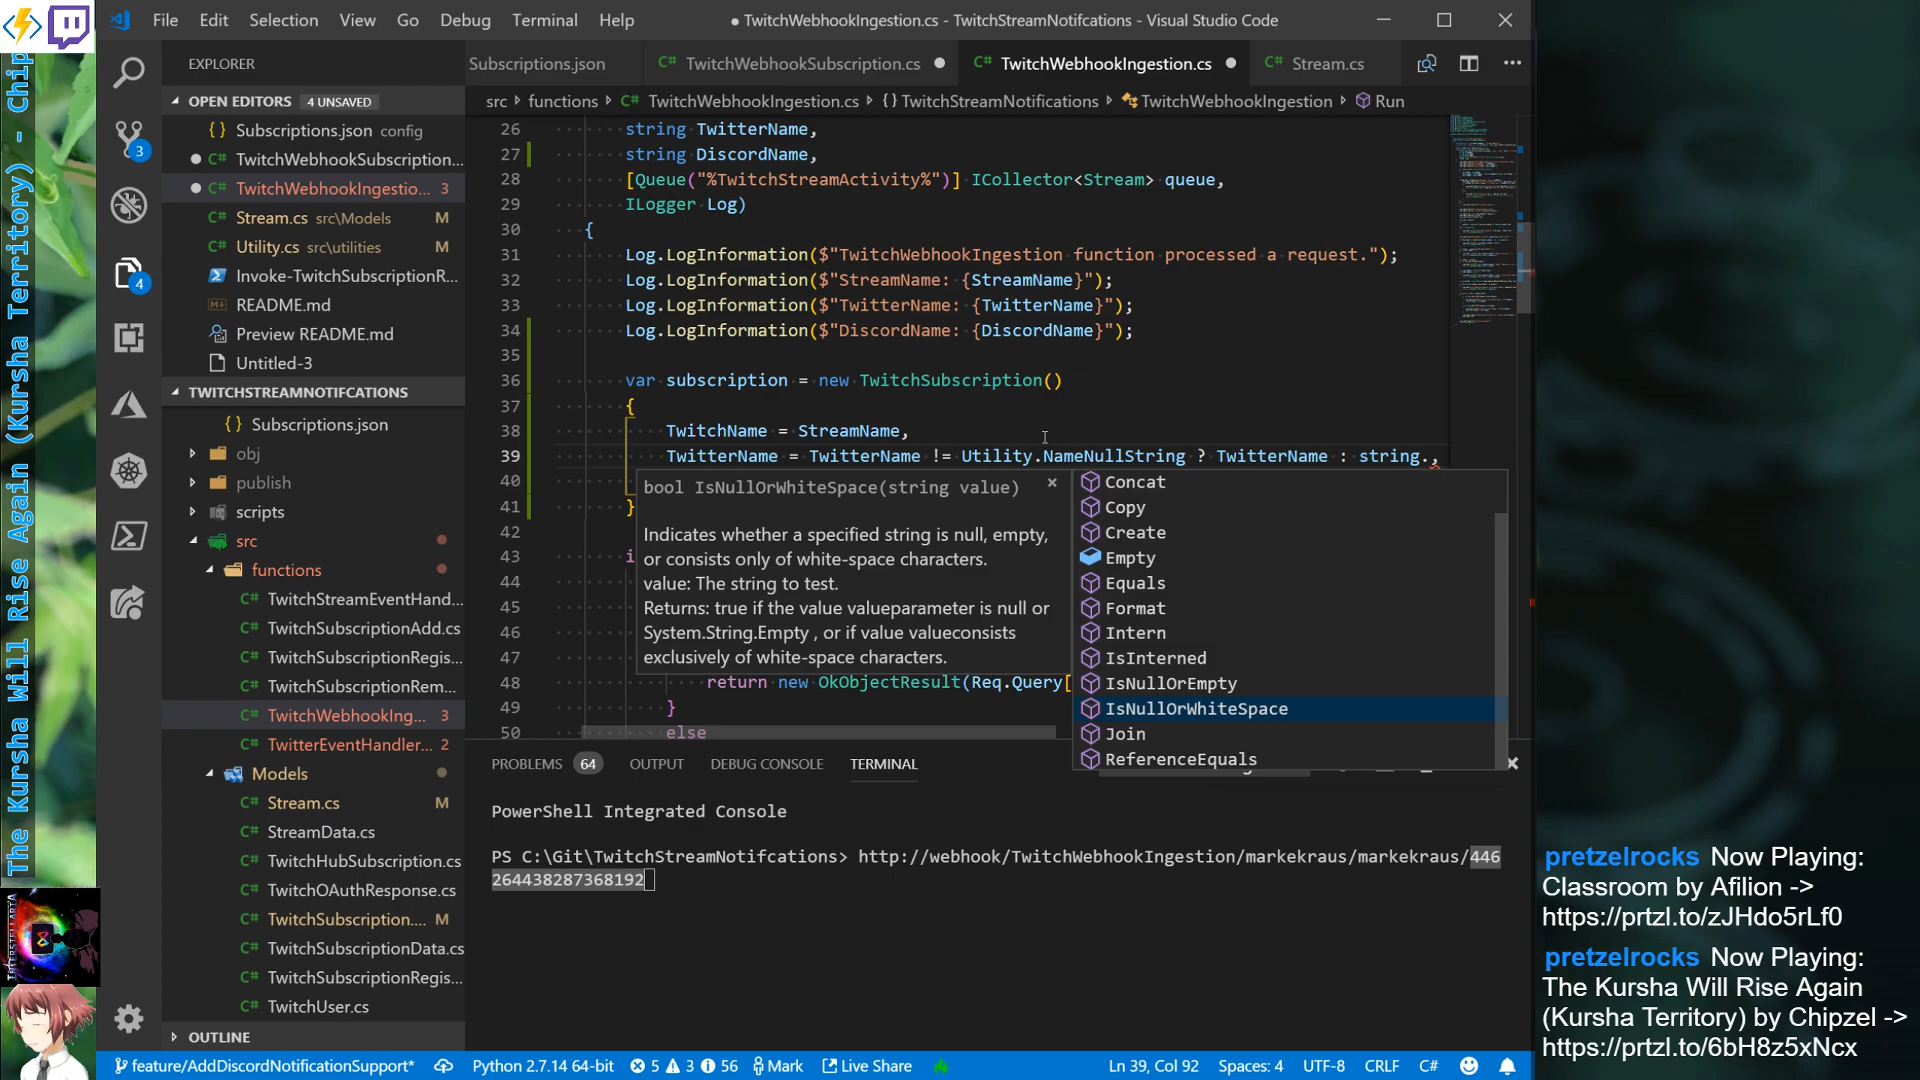 File Edit Selection View Go Debug Terminal Help
● TwitchWebhookIngestion.cs - TwitchStreamNotifcations - Visual Studio Code
The Kursha Will Rise Again (Kursha Territory) - Chip
EXPLORER
OPEN EDITORS 4 UNSAVED
{} Subscriptions.json config
C# TwitchWebhookSubscription...
C# TwitchWebhookIngestio... 3
C# Stream.cs src\Models M
C# Utility.cs src\utilities M
Invoke-TwitchSubscriptionR...
README.md
Preview README.md
Untitled-3
TWITCHSTREAMNOTIFCATIONS
{} Subscriptions.json
obj
publish
scripts
src
functions
C# TwitchStreamEventHand...
C# TwitchSubscriptionAdd.cs
C# TwitchSubscriptionRegis...
C# TwitchSubscriptionRem...
C# TwitchWebhookIng... 3
C# TwitterEventHandler... 2
Models
C# Stream.cs M
C# StreamData.cs
C# TwitchHubSubscription.cs
C# TwitchOAuthResponse.cs
C# TwitchSubscription.... M
C# TwitchSubscriptionData.cs
C# TwitchSubscriptionRegis...
C# TwitchUser.cs
OUTLINE
3
4
Subscriptions.json C# TwitchWebhookSubscription.cs ● C# TwitchWebhookIngestion.cs ● C# Stream.cs
src › functions › C# TwitchWebhookIngestion.cs › {} TwitchStreamNotifications › TwitchWebhookIngestion › Run
26 string TwitterName,
27 string DiscordName,
28 [Queue("%TwitchStreamActivity%")] ICollector<Stream> queue,
29 ILogger Log)
30 {
31 Log.LogInformation($"TwitchWebhookIngestion function processed a request.");
32 Log.LogInformation($"StreamName: {StreamName}");
33 Log.LogInformation($"TwitterName: {TwitterName}");
34 Log.LogInformation($"DiscordName: {DiscordName}");
35
36 var subscription = new TwitchSubscription()
37 {
38 TwitchName = StreamName,
39 TwitterName = TwitterName != Utility.NameNullString ? TwitterName : string.,
40
41 }
42
43 i
44
45
46
47
48 return new OkObjectResult(Req.Query[
49 }
50 else
bool IsNullOrWhiteSpace(string value) ×
Indicates whether a specified string is null, empty,
or consists only of white-space characters.
value: The string to test.
Returns: true if the value valueparameter is null or
System.String.Empty , or if value valueconsists
exclusively of white-space characters.
Concat
Copy
Create
Empty
Equals
Format
Intern
IsInterned
IsNullOrEmpty
IsNullOrWhiteSpace
Join
ReferenceEquals
PROBLEMS 64 OUTPUT DEBUG CONSOLE TERMINAL
PowerShell Integrated Console
PS C:\Git\TwitchStreamNotifcations> http://webhook/TwitchWebhookIngestion/markekraus/markekraus/446
264438287368192
feature/AddDiscordNotificationSupport* Python 2.7.14 64-bit 5 3 56 Mark Live Share Ln 39, Col 92 Spaces: 4 UTF-8 CRLF C#
pretzelrocks Now Playing:
Classroom by Afilion ->
https://prtzl.to/zJHdo5rLf0
pretzelrocks Now Playing:
The Kursha Will Rise Again
(Kursha Territory) by Chipzel ->
https://prtzl.to/6bH8z5xNcx